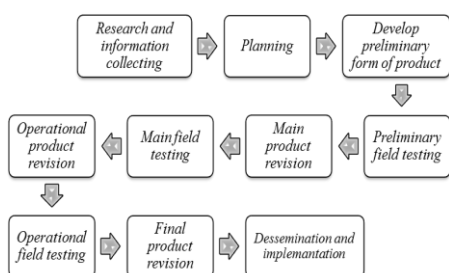 Research and
information
collecting
Planning
Develop
preliminary
form of product
Preliminary
field testing
Main
product
revision
Main field
testing
Operational
product
revision
Operational
field testing
Final
product
revision
Dessemination and
implemantation